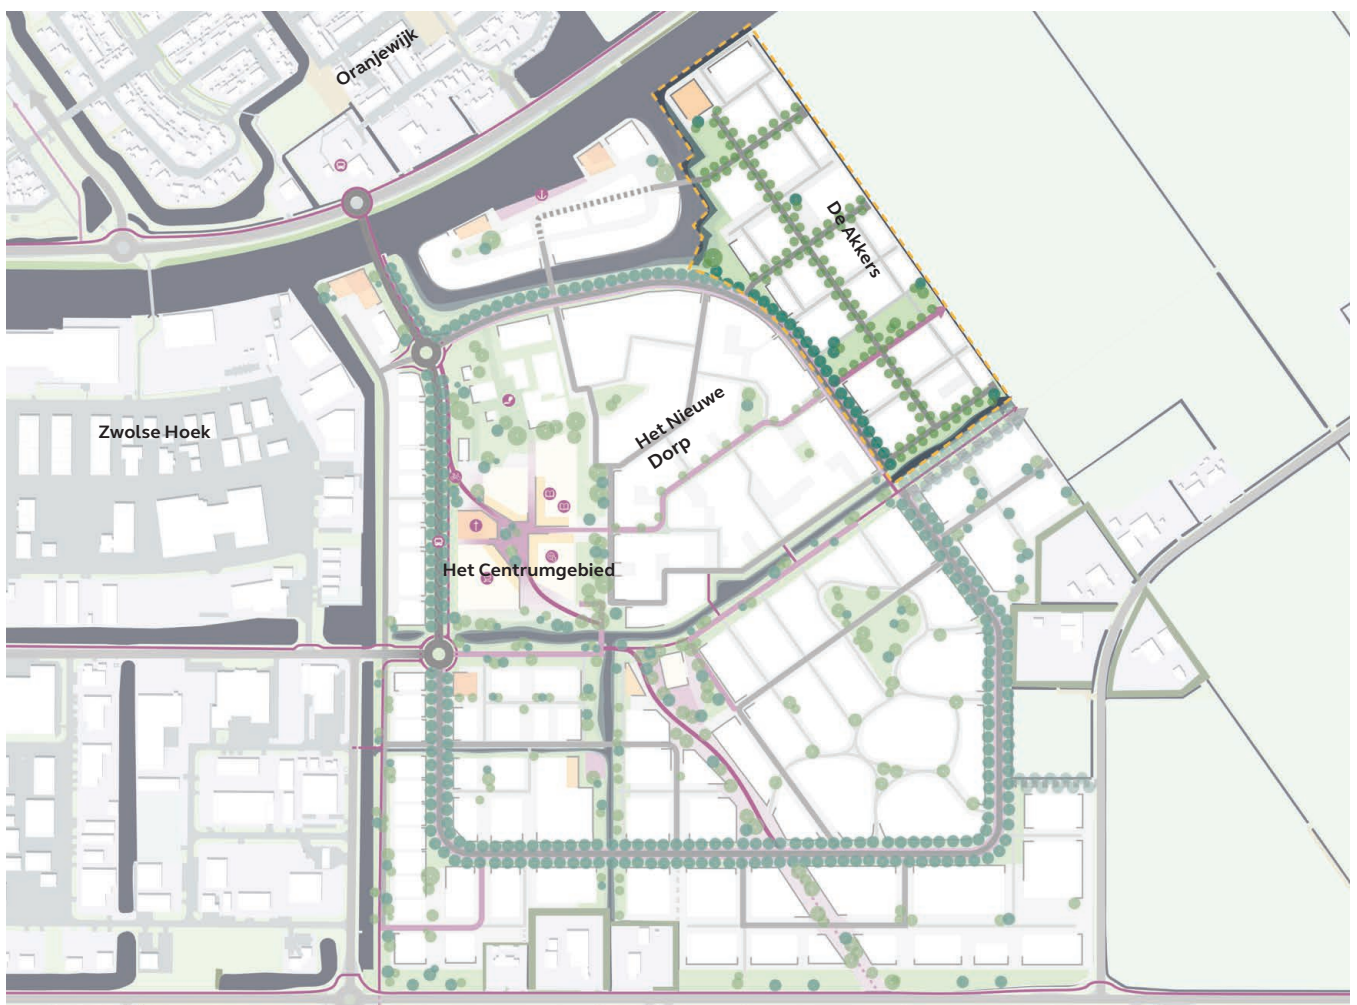 Oranjewijk
De Akkers
Zwolse Hoek
Het Nieuwe
Dorp
Het Centrumgebied